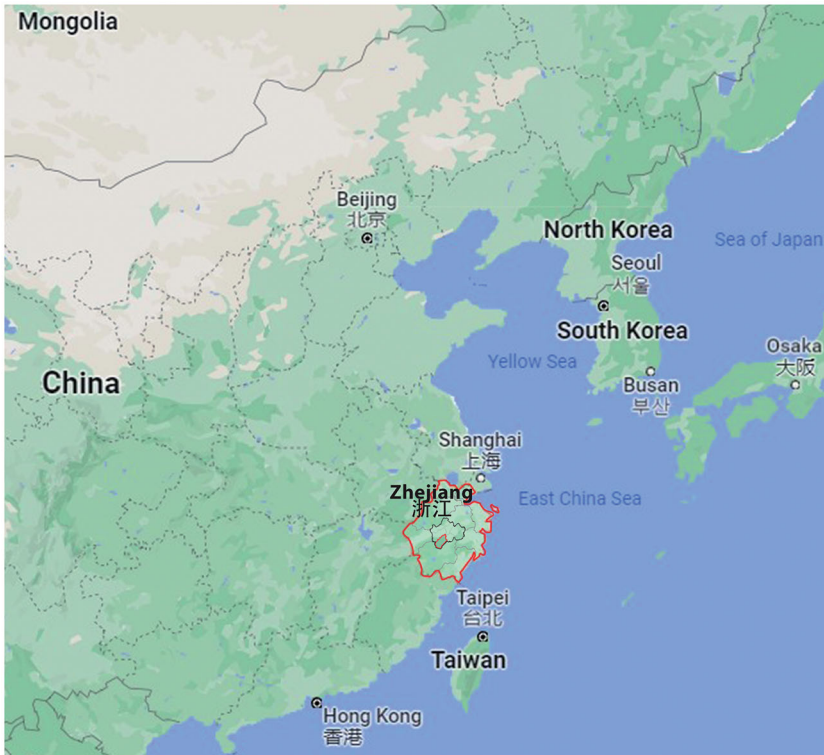 Mongolia
Beijing
北京
North Korea
Sea of Japan
Seoul
서울
South Korea
Yellow Sea
Osaka
大阪
China
Busan
부산
Shanghai
上海
Zhejiang
浙江
East China Sea
Taipei
台北
Taiwan
Hong Kong
香港